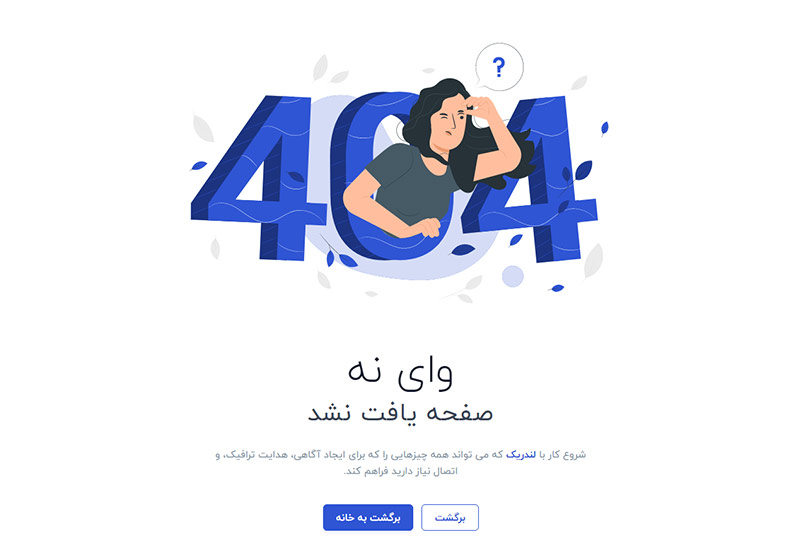 ?
404
وای نه
صفحه یافت نشد
شروع کار با لندریک که می تواند همه چیزهایی را که برای ایجاد آگاهی، هدایت ترافیک، و
اتصال نیاز دارید فراهم کند.
برگشت
برگشت به خانه